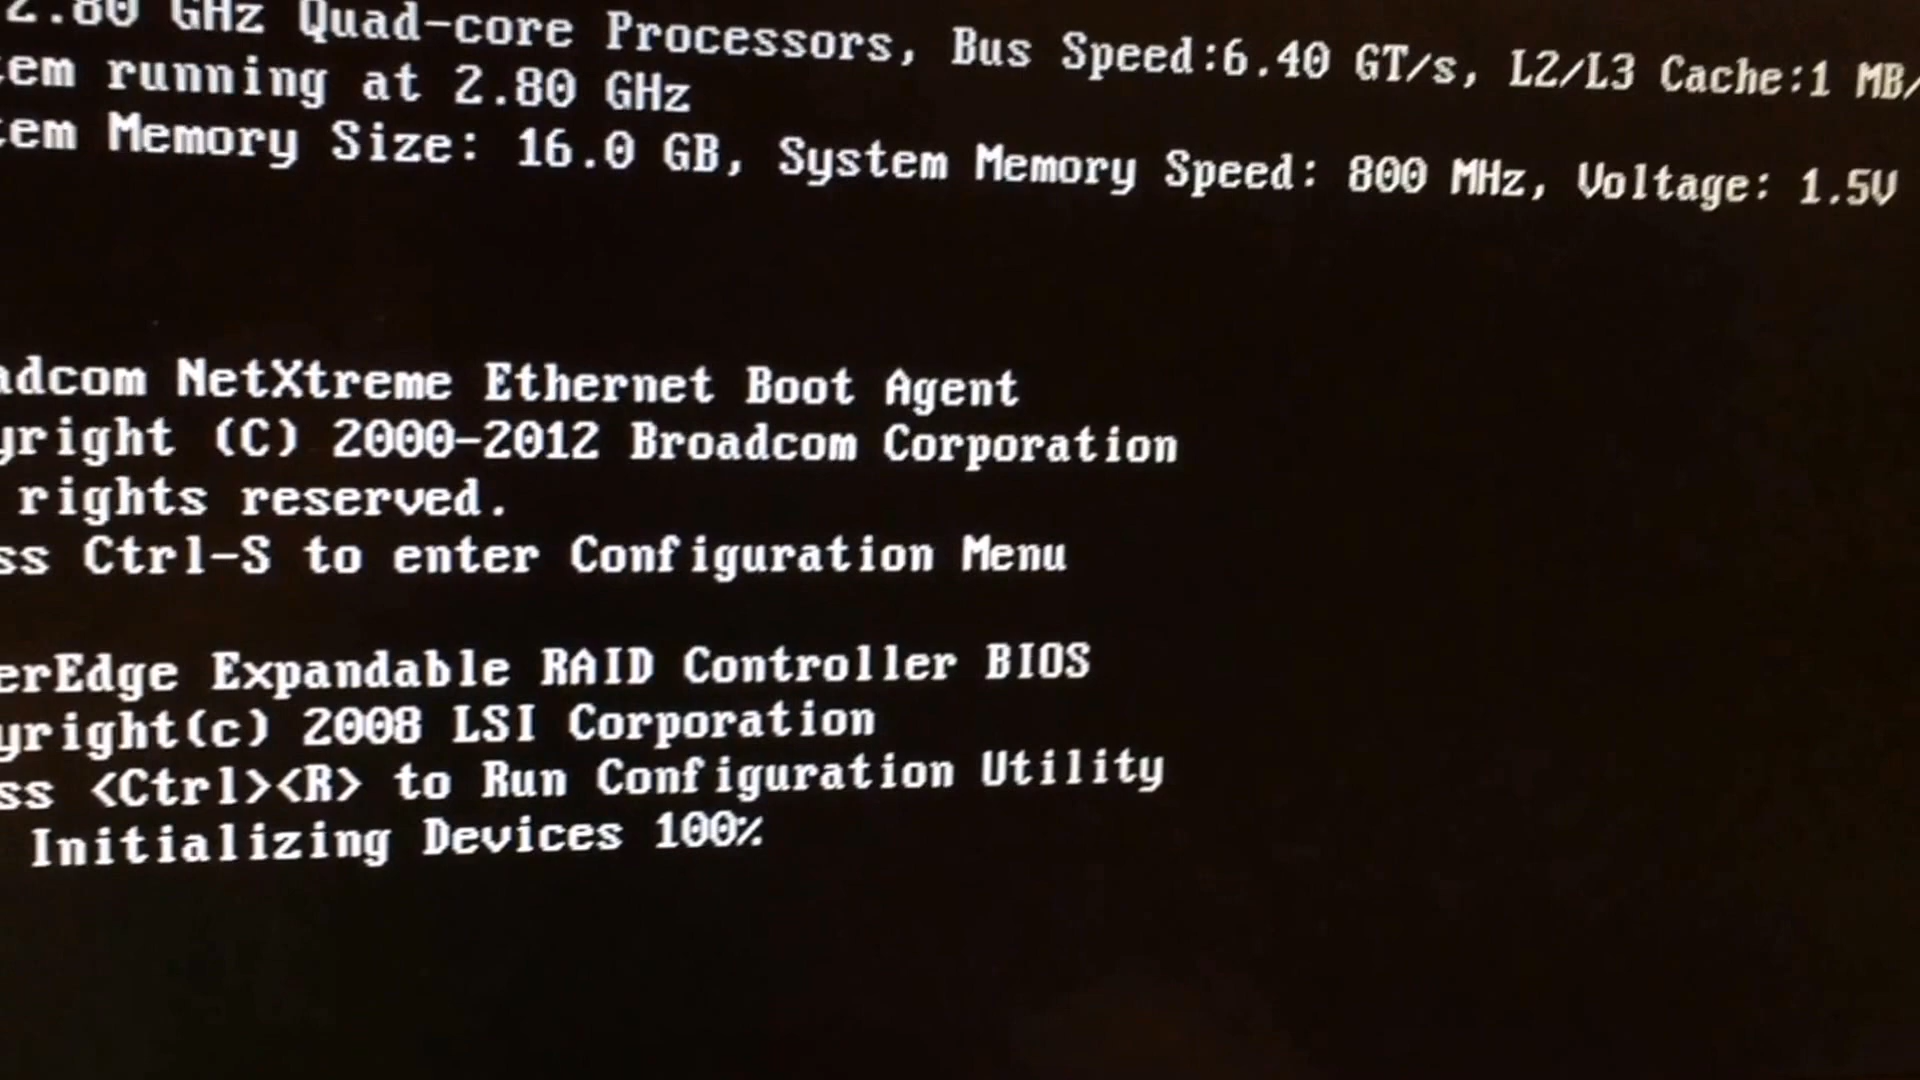 2.80 GHz Quad-core Processors, Bus Speed:6.40 GT/s, L2/L3 Cache:1 MB/
em running at 2.80 GHz
em Memory Size: 16.0 GB, System Memory Speed: 800 MHz, Voltage: 1.5V
adcom NetXtreme Ethernet Boot Agent
yright (C) 2000-2012 Broadcom Corporation
rights reserved.
ss Ctrl-S to enter Configuration Menu
erEdge Expandable RAID Controller BIOS
yright(c) 2008 LSI Corporation
ss <Ctrl><R> to Run Configuration Utility
Initializing Devices 100%